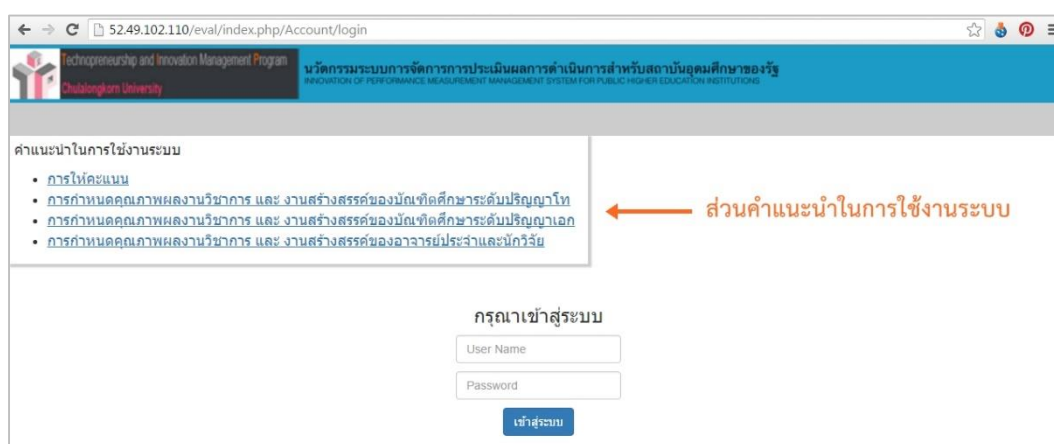 52.49.102.110/eval/index.php/Account/login
Technopreneurship and Innovation Management Program
Chulalongkorn University
นวัตกรรมระบบการจัดการการประเมินผลการดำเนินการสำหรับสถาบันอุดมศึกษาของรัฐ
INNOVATION OF PERFORMANCE MEASUREMENT MANAGEMENT SYSTEM FOR PUBLIC HIGHER EDUCATION INSTITUTIONS
คำแนะนำในการใช้งานระบบ
การให้คะแนน
การกำหนดคุณภาพผลงานวิชาการ และ งานสร้างสรรค์ของบัณฑิตศึกษาระดับปริญญาโท
การกำหนดคุณภาพผลงานวิชาการ และ งานสร้างสรรค์ของบัณฑิตศึกษาระดับปริญญาเอก
การกำหนดคุณภาพผลงานวิชาการ และ งานสร้างสรรค์ของอาจารย์ประจำและนักวิจัย
ส่วนคำแนะนำในการใช้งานระบบ
กรุณาเข้าสู่ระบบ
User Name
Password
เข้าสู่ระบบ